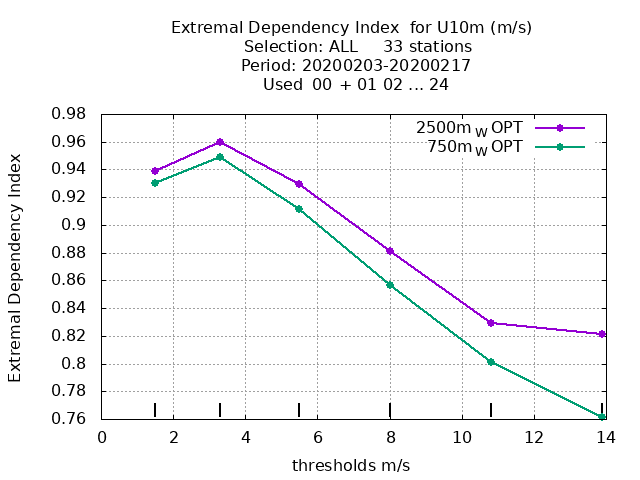 Extremal Dependency Index for U10m (m/s)
Selection: ALL 33 stations
Period: 20200203-20200217
Used 00 + 01 02 ... 24
2500m W OPT
750m W OPT
0.98
0.96
0.94
0.92
0.9
0.88
0.86
0.84
0.82
0.8
0.78
0.76
Extremal Dependency Index
0 2 4 6 8 10 12 14
thresholds m/s